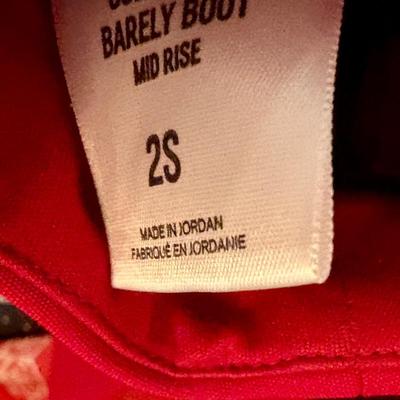 BARELY BOOT
MID RISE
2S
MADE IN JORDAN
FABRIQUÉ EN JORDANIE